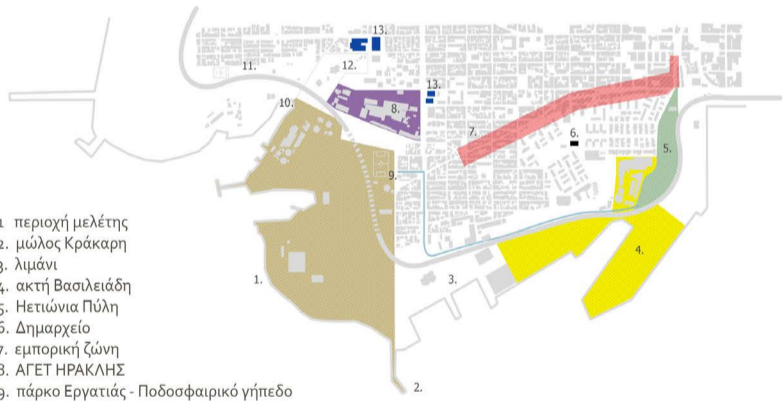 13.
11.
12.
13.
10.
8.
7.
6.
5.
9.
4.
1.
3.
2.
1 περιοχή μελέτης
2. μώλος Κράκαρη
3. λιμάνι
4. ακτή Βασιλειάδη
5. Ηετιώνια Πύλη
6. Δημαρχείο
7. εμπορική ζώνη
8. ΑΓΕΤ ΗΡΑΚΛΗΣ
9. πάρκο Εργατιάς - Ποδοσφαιρικό γήπεδο